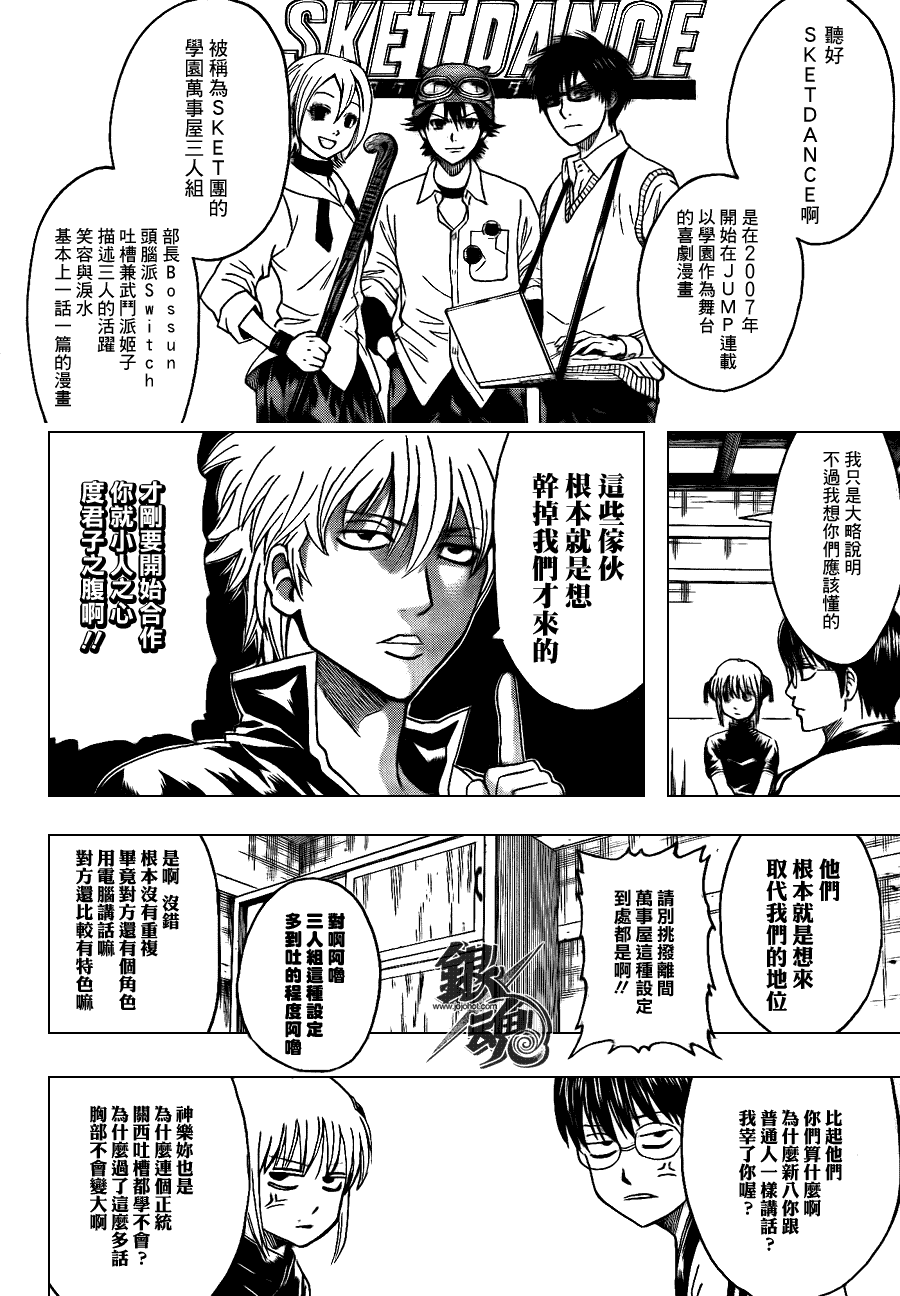 SKET DANCE
聽好
SKETDANCE啊
是在2007年
開始在JUMP連載
以學園作為舞台
的喜劇漫畫
被稱為SKET團的
學園萬事屋三人組
部長Bossun
頭腦派Switch
吐槽兼武鬥派姬子
描述三人的活躍
笑容與淚水
基本上一話一篇的漫畫
我只是大略說明
不過我想你們應該懂的
這些傢伙
根本就是想
幹掉我們才來的
才剛要開始合作
你就小人之心
度君子之腹啊!!
他們
根本就是想來
取代我們的地位
請別挑撥離間
萬事屋這種設定
到處都是啊!!
對啊阿嚕
三人組這種設定
多到吐的程度阿嚕
是啊 沒錯
根本沒有重複
畢竟對方還有個角色
用電腦講話嘛
對方還比較有特色嘛
銀魂
www.jojohot.com
比起他們
你們算什麼啊
為什麼新八你跟
普通人一樣講話?
我宰了你喔?
神樂妳也是
為什麼連個正統
關西吐槽都學不會?
為什麼過了這麼多話
胸部不會變大啊